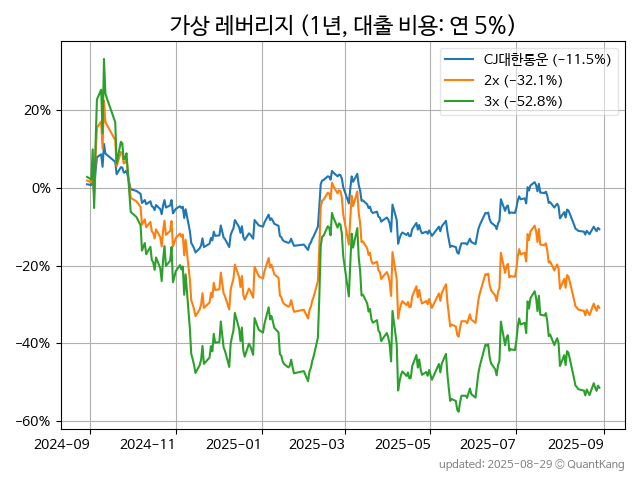 가상 레버리지 (1년, 대출 비용: 연 5%)
CJ대한통운 (-11.5%)
2x (-32.1%)
3x (-52.8%)
20%
0%
−20%
−40%
−60%
2024-09 2024-11 2025-01 2025-03 2025-05 2025-07 2025-09
updated: 2025-08-29 © QuantKang